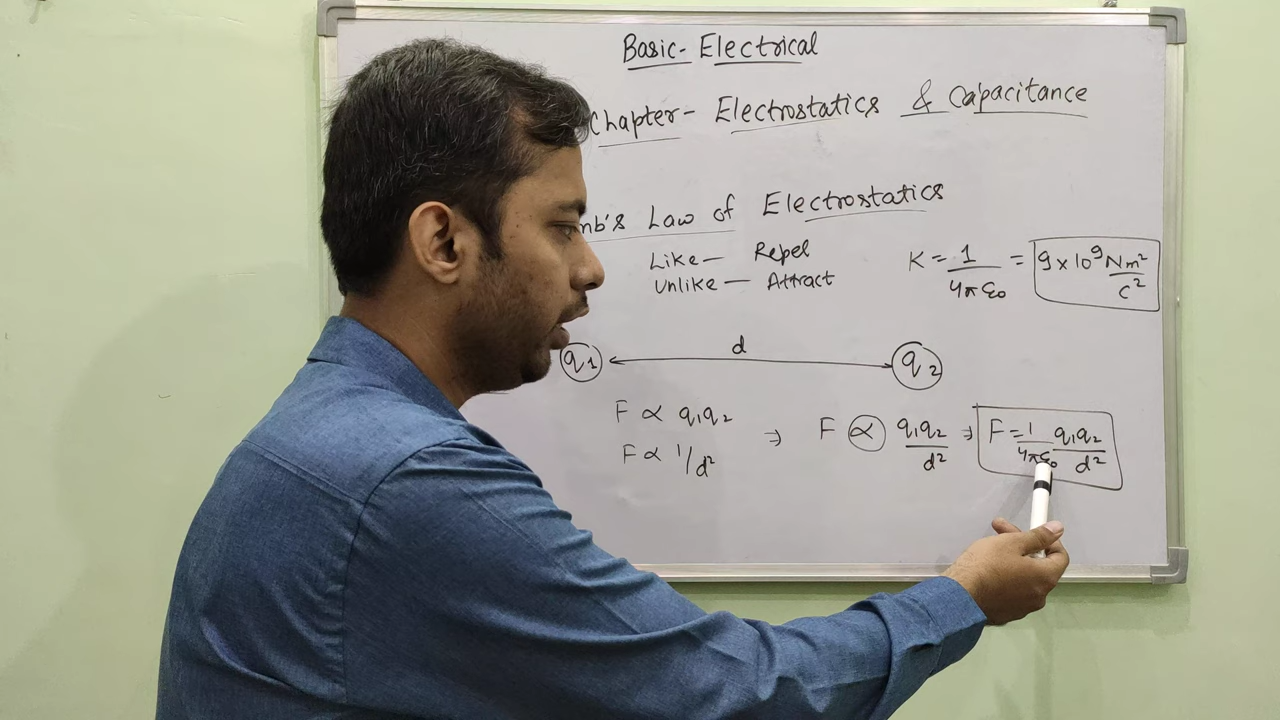 Basic- Electrical
Chapter- Electrostatics & Capacitance
mb's Law of Electrostatics
Like— Repel
Unlike— Attract
K = 1/4πε₀ = 9×10⁹ Nm²/C²
q₁ d q₂
F ∝ q₁q₂
F ∝ 1/d²
⇒ F ∝ q₁q₂/d² ⇒ F = 1/4πε₀ q₁q₂/d²